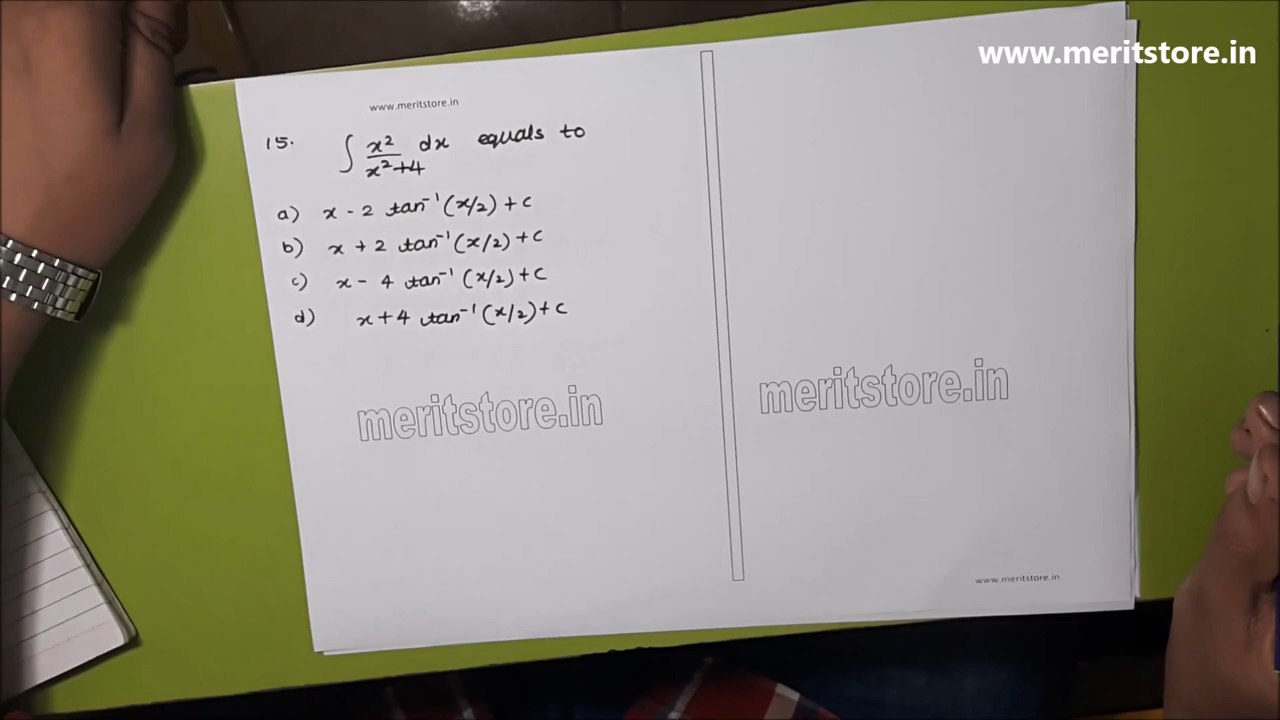 www.meritstore.in
www.meritstore.in
15. ∫ x²/(x²+4) dx equals to
a) x - 2 tan⁻¹(x/2) + c
b) x + 2 tan⁻¹(x/2) + c
c) x - 4 tan⁻¹(x/2) + c
d) x + 4 tan⁻¹(x/2) + c
meritstore.in
meritstore.in
www.meritstore.in